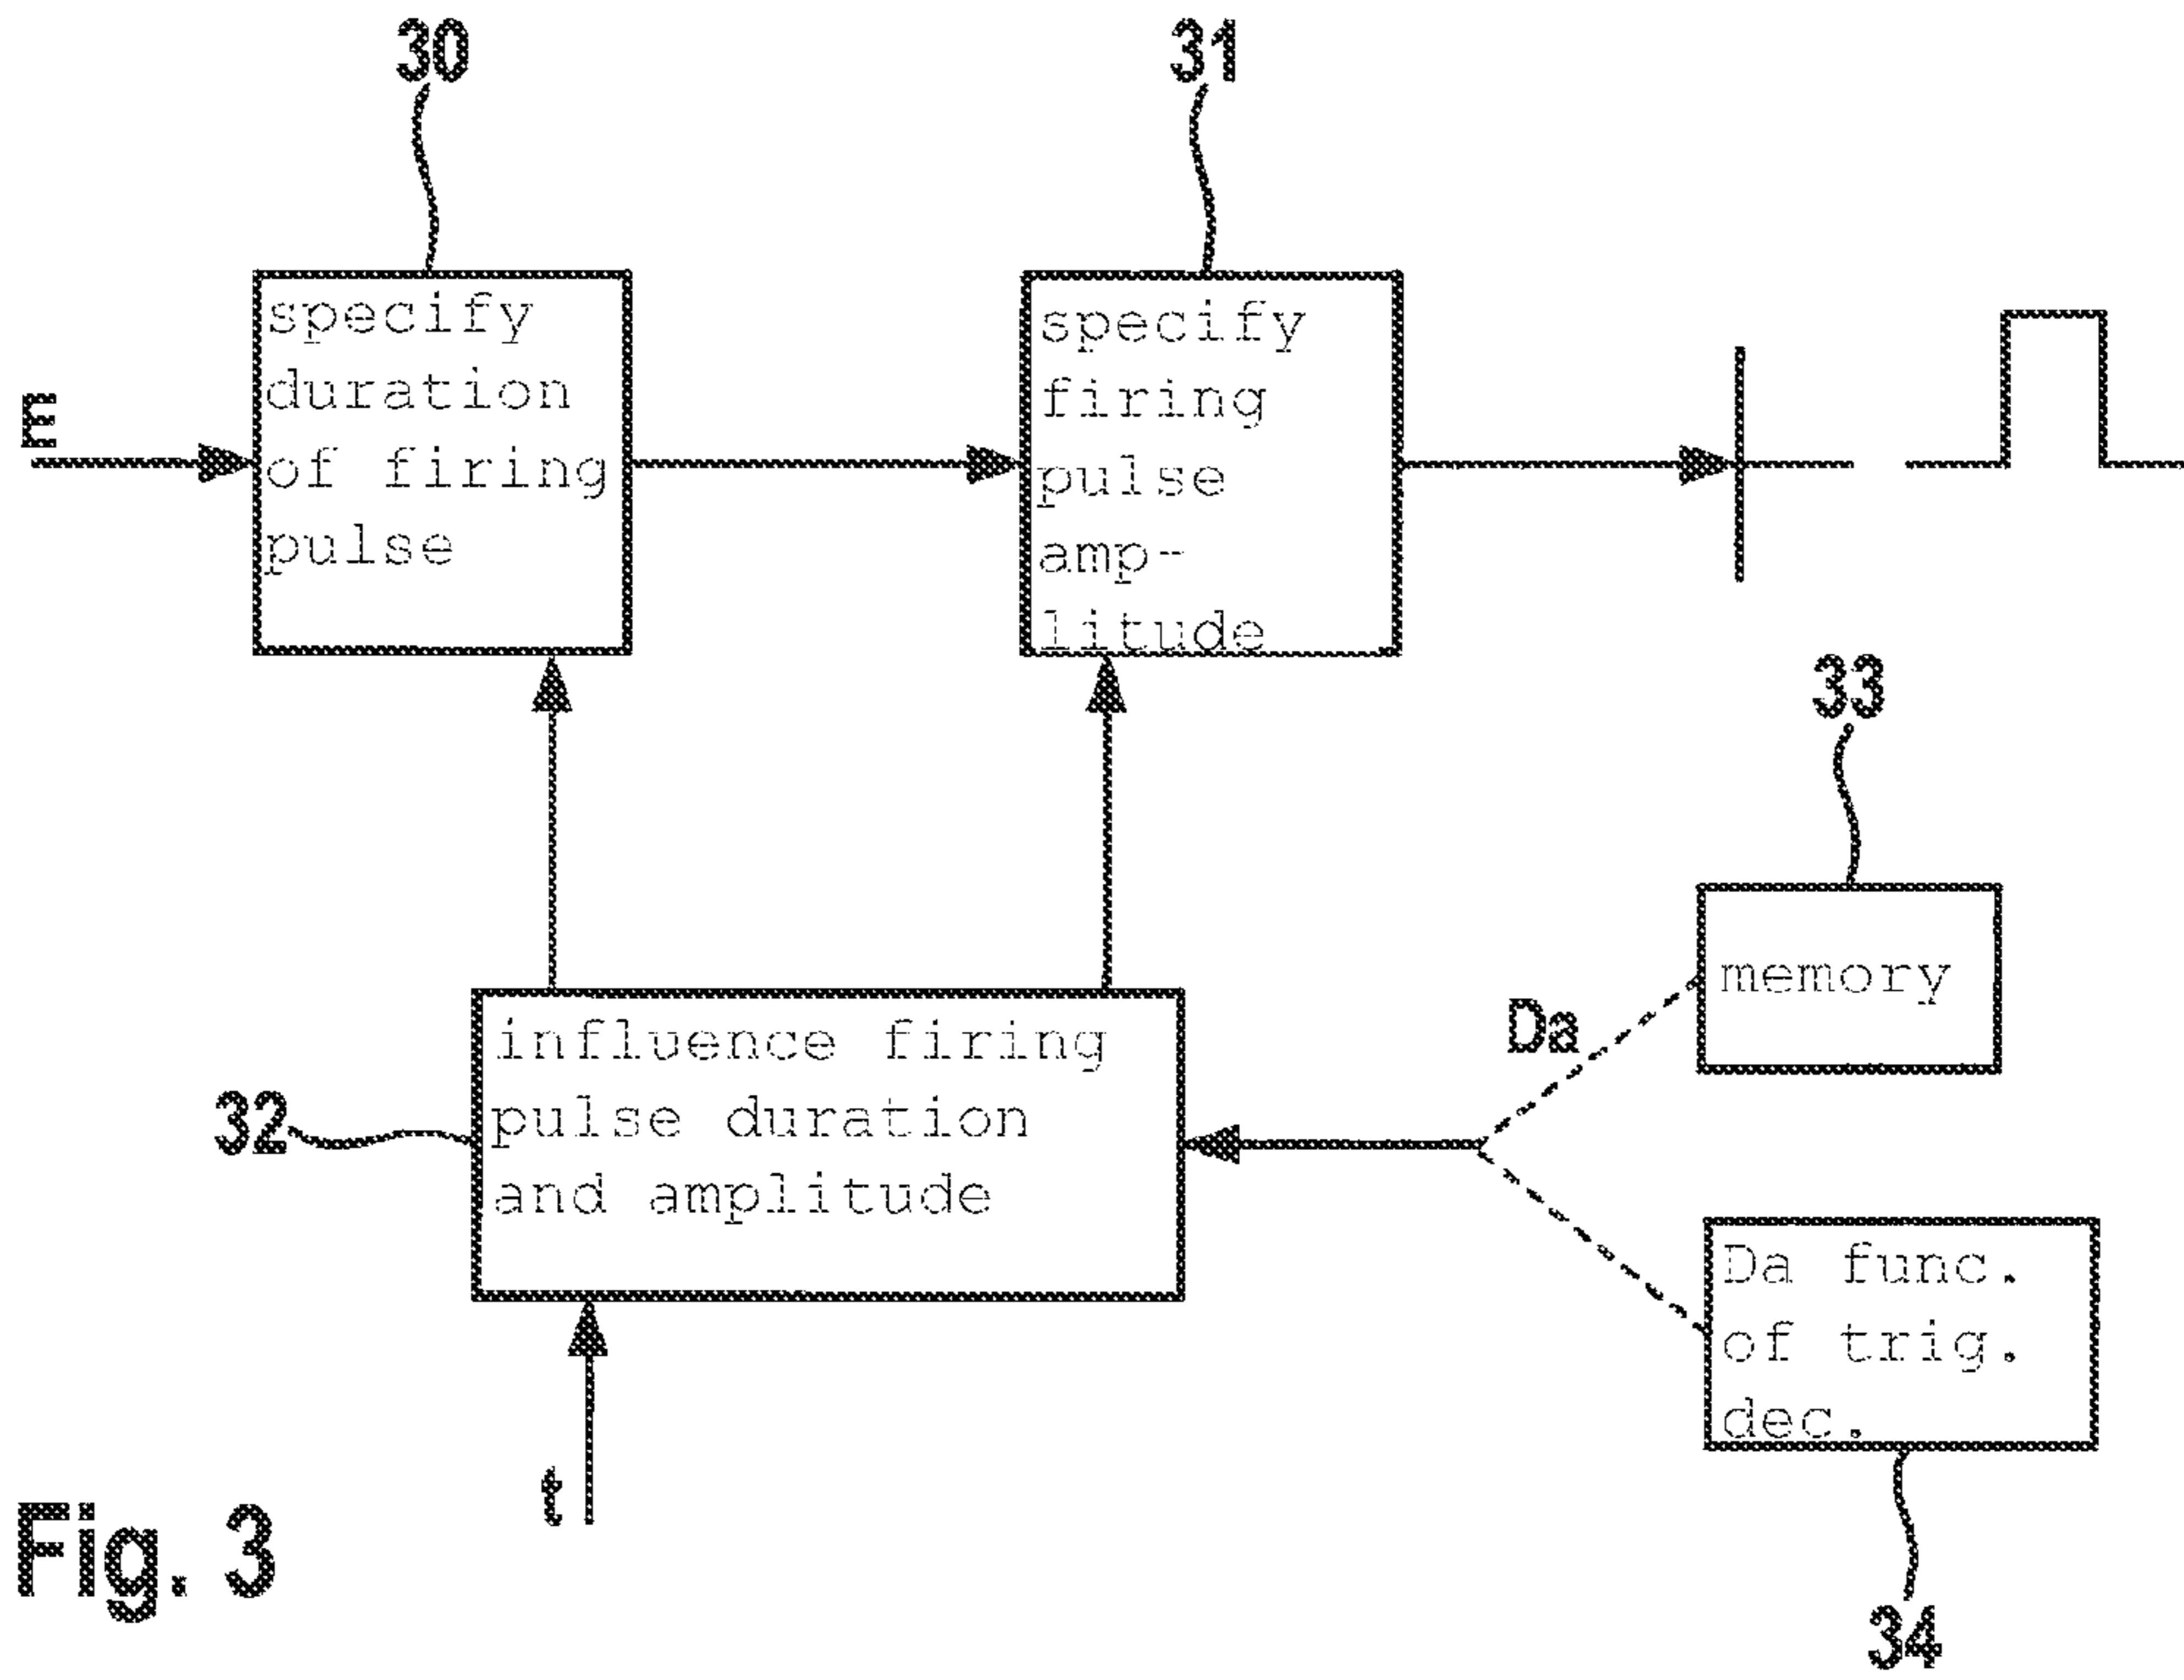 30
31
specify
duration
of firing
pulse
specify
firing
pulse
amp-
litude
E
33
memory
Da
influence firing
pulse duration
and amplitude
32
Da func.
of trig.
dec.
t
Fig. 3
34